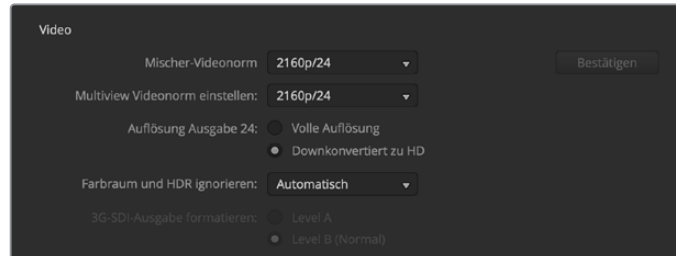 Video
Mischer-Videonorm 2160p/24 Bestätigen
Multiview Videonorm einstellen: 2160p/24
Auflösung Ausgabe 24: Volle Auflösung
Downkonvertiert zu HD
Farbraum und HDR ignorieren: Automatisch
3G-SDI-Ausgabe formatieren: Level A
Level B (Normal)